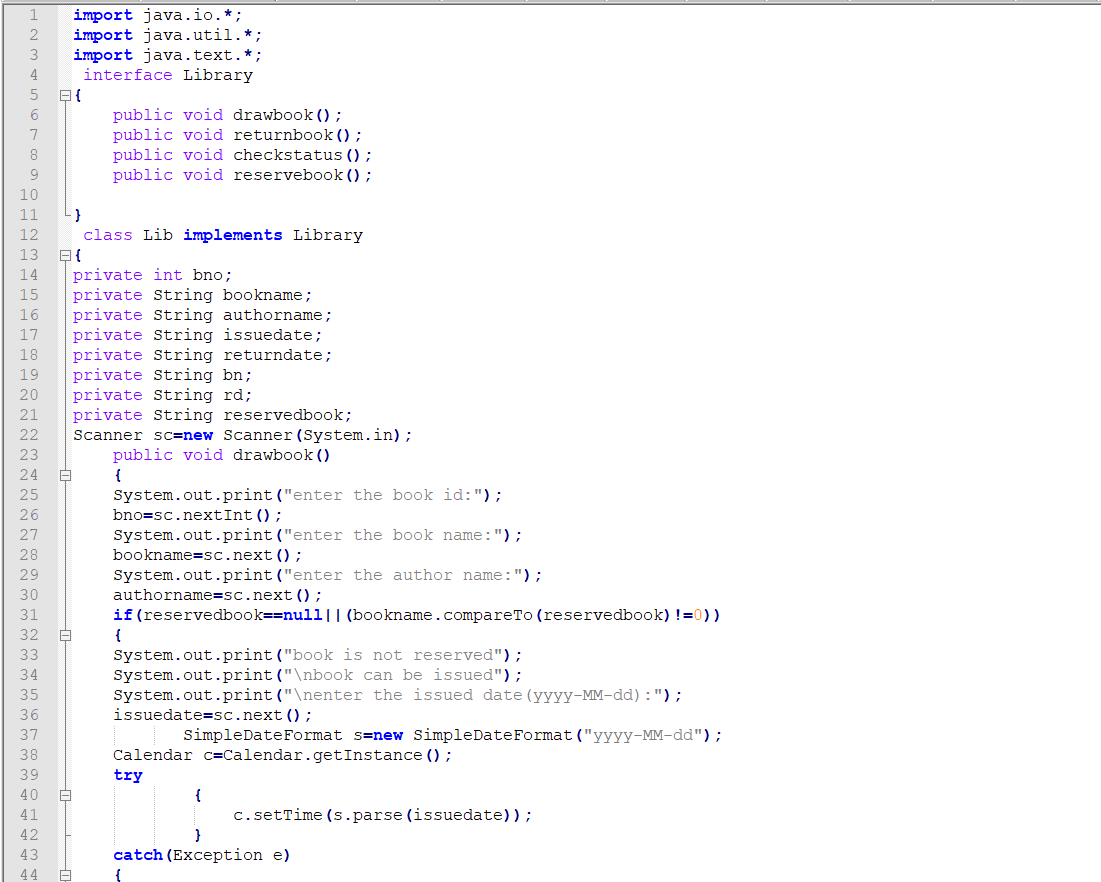 1 import java.io.*;
2 import java.util.*;
3 import java.text.*;
4 interface Library
5 {
6 public void drawbook();
7 public void returnbook();
8 public void checkstatus();
9 public void reservebook();
10
11 }
12 class Lib implements Library
13 {
14 private int bno;
15 private String bookname;
16 private String authorname;
17 private String issuedate;
18 private String returndate;
19 private String bn;
20 private String rd;
21 private String reservedbook;
22 Scanner sc=new Scanner(System.in);
23 public void drawbook()
24 {
25 System.out.print("enter the book id:");
26 bno=sc.nextInt();
27 System.out.print("enter the book name:");
28 bookname=sc.next();
29 System.out.print("enter the author name:");
30 authorname=sc.next();
31 if(reservedbook==null||(bookname.compareTo(reservedbook)!=0))
32 {
33 System.out.print("book is not reserved");
34 System.out.print("\nbook can be issued");
35 System.out.print("\nenter the issued date(yyyy-MM-dd):");
36 issuedate=sc.next();
37 SimpleDateFormat s=new SimpleDateFormat("yyyy-MM-dd");
38 Calendar c=Calendar.getInstance();
39 try
40 {
41 c.setTime(s.parse(issuedate));
42 }
43 catch(Exception e)
44 {